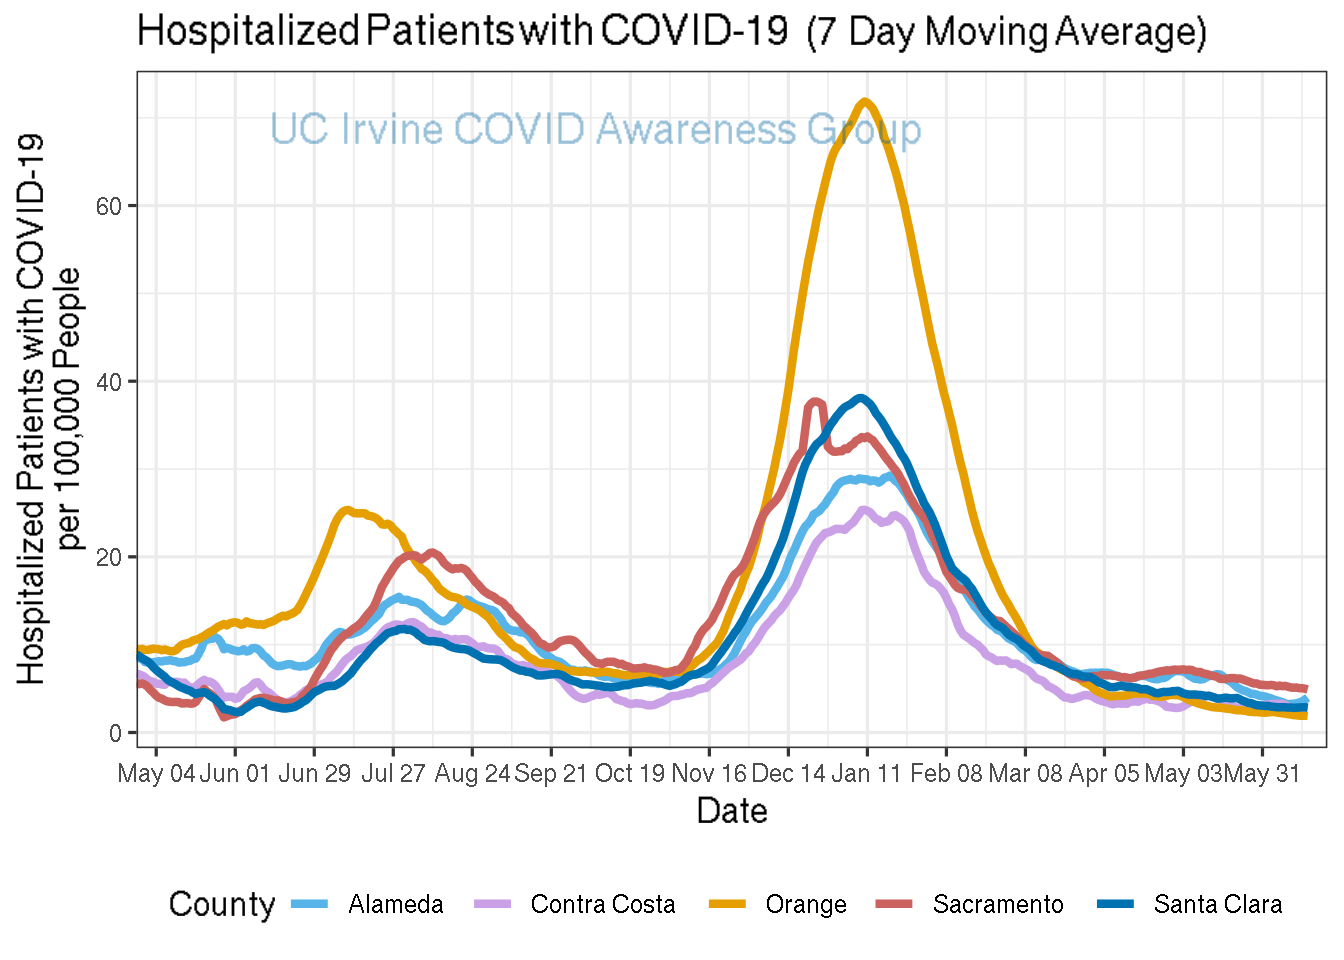 Hospitalized Patients with COVID-19 (7 Day Moving Average)
UC Irvine COVID Awareness Group
Hospitalized Patients with COVID-19
per 100,000 People
60
40
20
0
May 04 Jun 01 Jun 29 Jul 27 Aug 24 Sep 21 Oct 19 Nov 16 Dec 14 Jan 11 Feb 08 Mar 08 Apr 05 May 03 May 31
Date
County Alameda Contra Costa Orange Sacramento Santa Clara